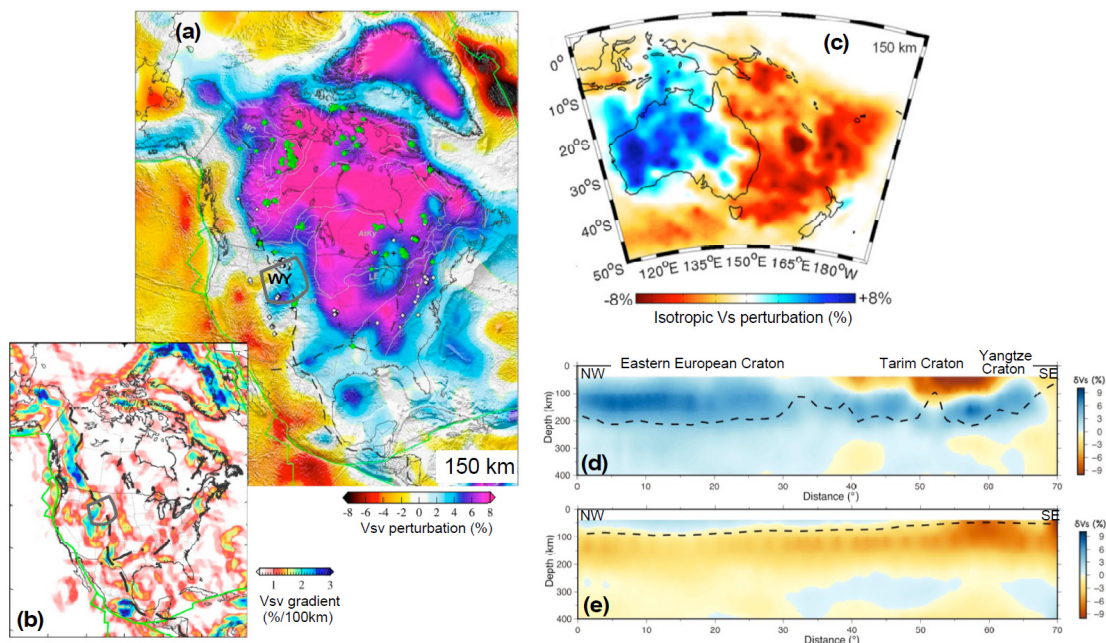 (a)
MC
WY
AtKy
LE
150 km
-8 -6 -4 -2 0 2 4 6 8
Vsv perturbation (%)
(b)
1 2 3
Vsv gradient
(%/100km)
(c)
150 km
0°
10°S
20°S
30°S
40°S
50°S
120°E 135°E 150°E 165°E 180°W
-8% +8%
Isotropic Vs perturbation (%)
Eastern European Craton Tarim Craton Yangtze
Craton
NW SE
0
100
200
300
400
Depth (km)
(d)
0 10 20 30 40 50 60 70
Distance (°)
δVs (%)
9
6
3
0
-3
-6
-9
NW SE
0
100
200
300
400
Depth (km)
(e)
0 10 20 30 40 50 60 70
Distance (°)
δVs (%)
9
6
3
0
-3
-6
-9